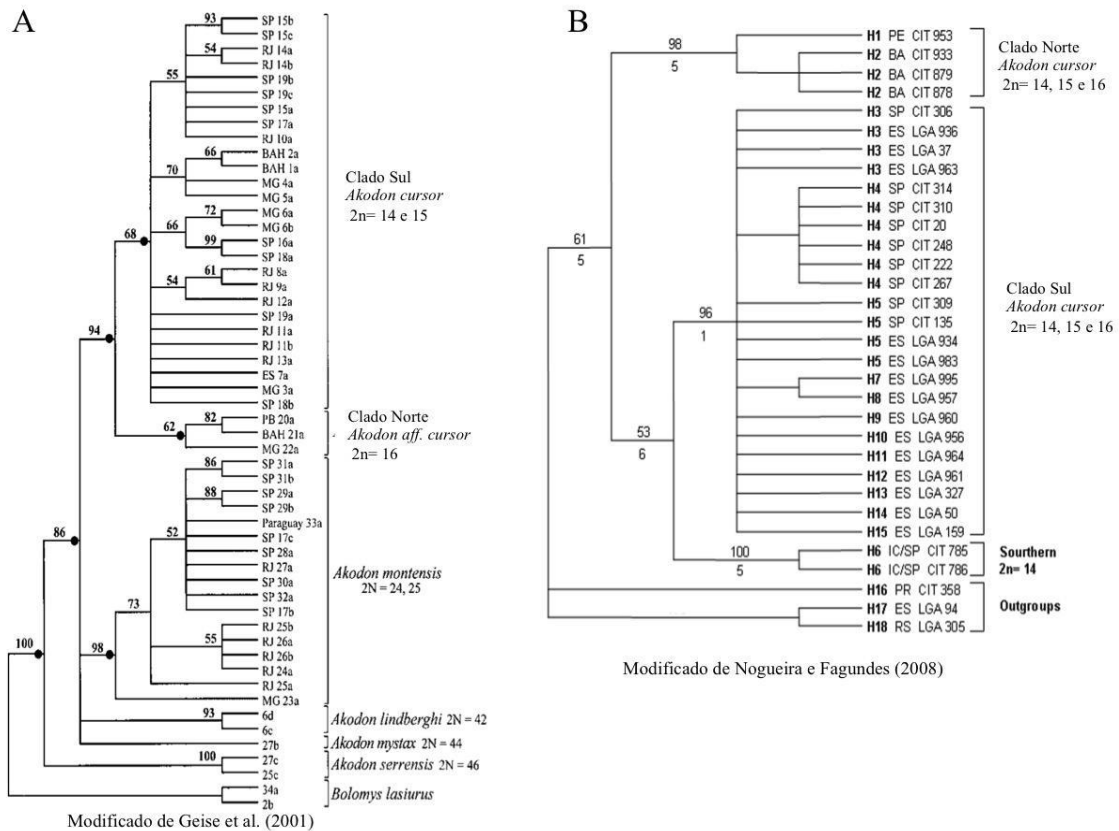 A
93
SP 15b
SP 15c
54
RJ 14a
RJ 14b
55
SP 19b
SP 19c
SP 15a
SP 17a
RJ 10a
66
BAH 2a
BAH 1a
70
MG 4a
MG 5a
72
MG 6a
MG 6b
66
99
SP 16a
SP 18a
68
61
RJ 8a
RJ 9a
54
RJ 12a
SP 19a
RJ 11a
RJ 11b
RJ 13a
ES 7a
MG 3a
SP 18b
Clado Sul
Akodon cursor
2n= 14 e 15
94
82
PB 20a
BAH 21a
62
MG 22a
Clado Norte
Akodon aff. cursor
2n= 16
86
SP 31a
SP 31b
88
SP 29a
SP 29b
Paraguay 33a
52
SP 17c
SP 28a
RJ 27a
SP 30a
SP 32a
SP 17b
86
73
55
RJ 25b
RJ 26a
RJ 26b
RJ 24a
RJ 25a
98
MG 23a
Akodon montensis
2N = 24, 25
100
93
6d
6c
Akodon lindberghi 2N = 42
27b
Akodon mystax 2N = 44
100
27c
25c
Akodon serrensis 2N = 46
34a
2b
Bolomys lasiurus
Modificado de Geise et al. (2001)
B
98
5
H1 PE CIT 953
H2 BA CIT 933
H2 BA CIT 879
H2 BA CIT 878
Clado Norte
Akodon cursor
2n= 14, 15 e 16
H3 SP CIT 306
H3 ES LGA 936
H3 ES LGA 37
H3 ES LGA 963
H4 SP CIT 314
H4 SP CIT 310
H4 SP CIT 20
H4 SP CIT 248
H4 SP CIT 222
H4 SP CIT 267
61
5
H5 SP CIT 309
H5 SP CIT 135
96
1
H5 ES LGA 934
H5 ES LGA 983
H7 ES LGA 995
H8 ES LGA 957
H9 ES LGA 960
53
6
H10 ES LGA 956
H11 ES LGA 964
H12 ES LGA 961
H13 ES LGA 327
H14 ES LGA 50
H15 ES LGA 159
Clado Sul
Akodon cursor
2n= 14, 15 e 16
100
5
H6 IC/SP CIT 785
H6 IC/SP CIT 786
Sourthern
2n= 14
H16 PR CIT 358
H17 ES LGA 94
H18 RS LGA 305
Outgroups
Modificado de Nogueira e Fagundes (2008)